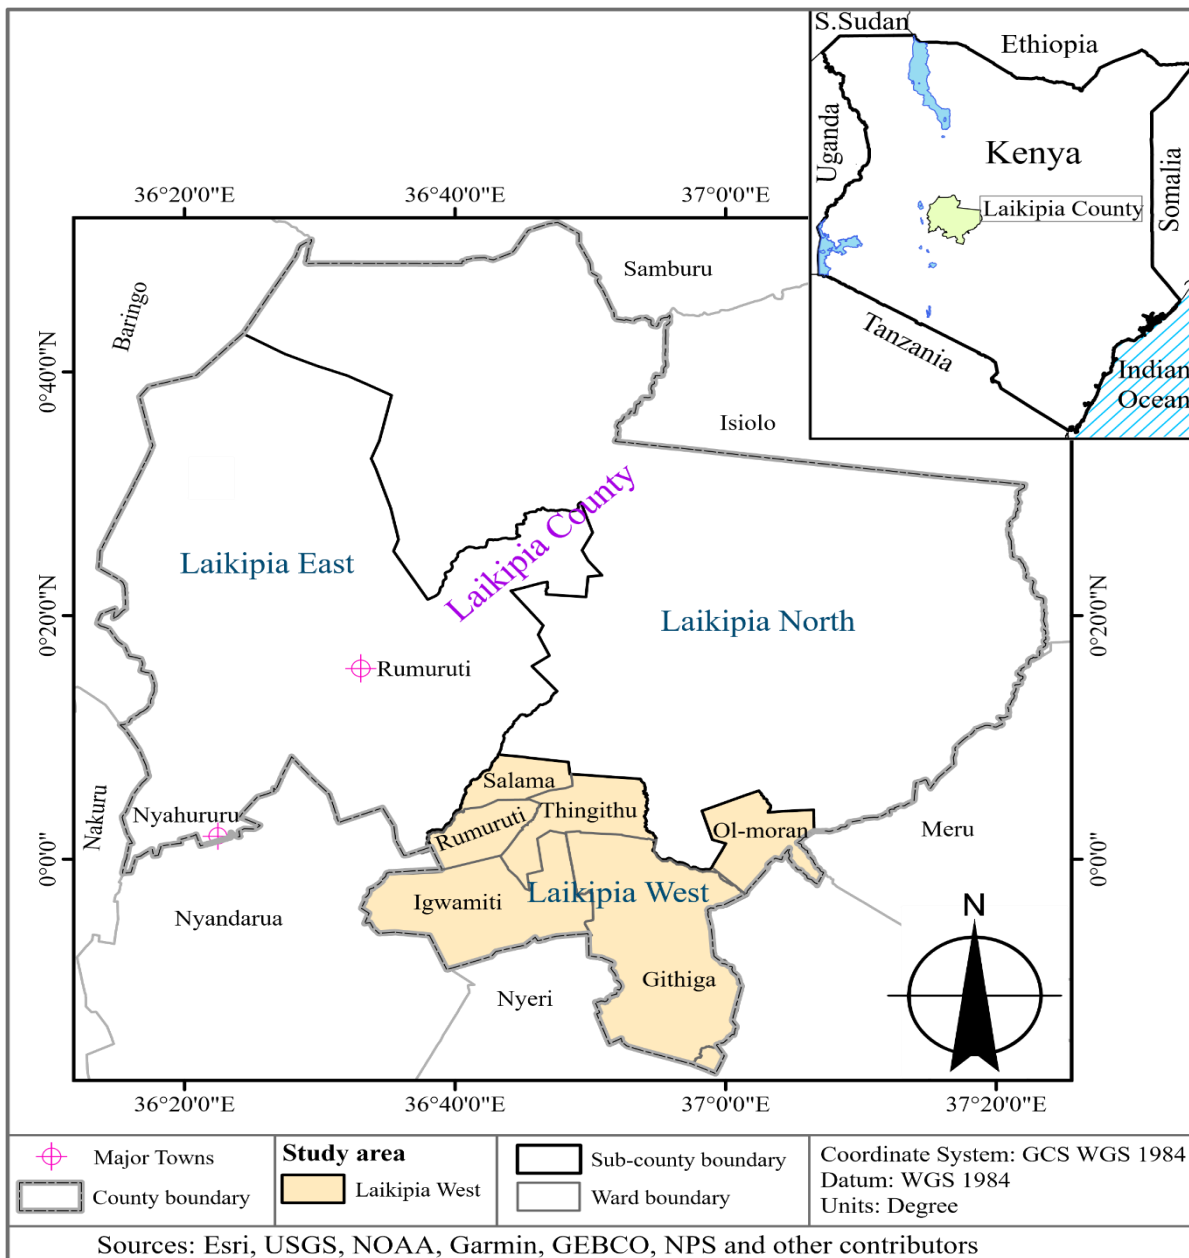 S.Sudan
Ethiopia
Uganda
Kenya
Somalia
Laikipia County
Tanzania
Indian
Ocean
36°20'0"E
36°40'0"E
37°0'0"E
Samburu
Baringo
0°40'0"N
Isiolo
Laikipia County
Laikipia East
Laikipia North
0°20'0"N
0°20'0"N
Rumuruti
Salama
Thingithu
Nyahururu
Rumuruti
Ol-moran
Meru
Nakuru
0°0'0"
0°0'0"
Laikipia West
Igwamiti
Nyandarua
N
Githiga
Nyeri
36°20'0"E
36°40'0"E
37°0'0"E
37°20'0"E
Major Towns
County boundary
Study area
Laikipia West
Sub-county boundary
Ward boundary
Coordinate System: GCS WGS 1984
Datum: WGS 1984
Units: Degree
Sources: Esri, USGS, NOAA, Garmin, GEBCO, NPS and other contributors